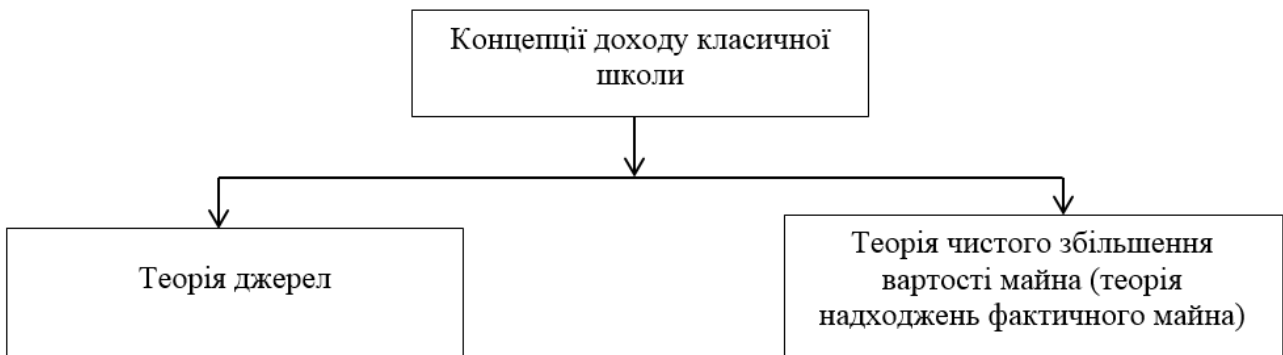 Концепції доходу класичної
школи
Теорія джерел
Теорія чистого збільшення
вартості майна (теорія
надходжень фактичного майна)